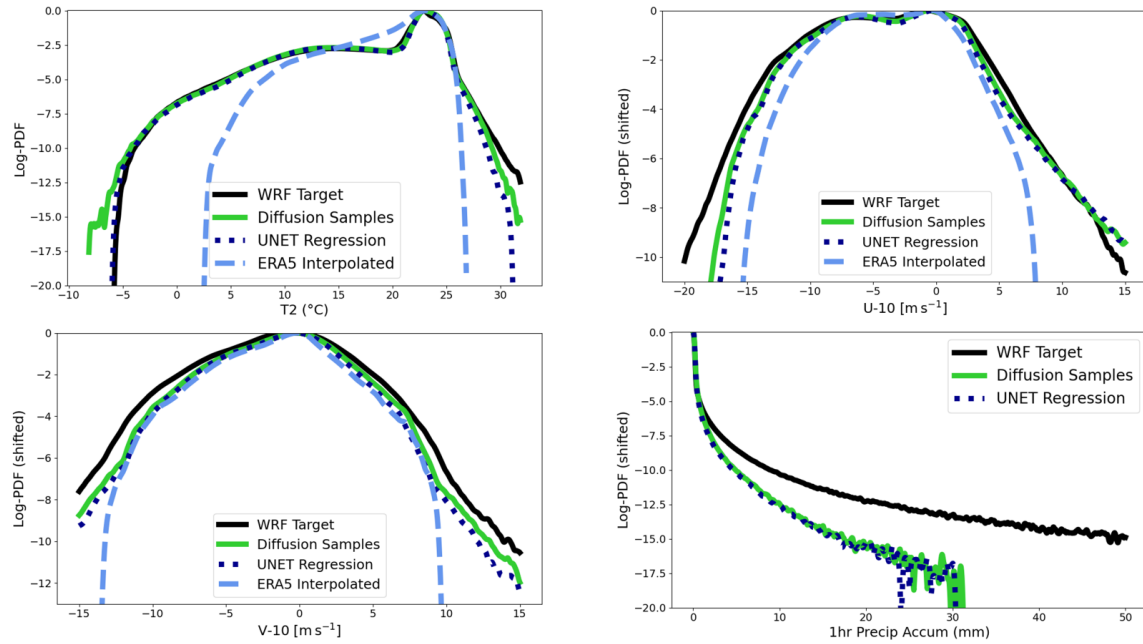 0.0
−2.5
−5.0
−7.5
−10.0
−12.5
−15.0
−17.5
−20.0
Log-PDF
WRF Target
Diffusion Samples
UNET Regression
ERA5 Interpolated
−10 −5 0 5 10 15 20 25 30
T2 (°C)
0
−2
−4
−6
−8
−10
Log-PDF (shifted)
WRF Target
Diffusion Samples
UNET Regression
ERA5 Interpolated
−20 −15 −10 −5 0 5 10 15
U-10 [m s−1]
0
−2
−4
−6
−8
−10
−12
Log-PDF (shifted)
WRF Target
Diffusion Samples
UNET Regression
ERA5 Interpolated
−15 −10 −5 0 5 10 15
V-10 [m s−1]
0.0
−2.5
−5.0
−7.5
−10.0
−12.5
−15.0
−17.5
−20.0
Log-PDF (shifted)
WRF Target
Diffusion Samples
UNET Regression
0 10 20 30 40 50
1hr Precip Accum (mm)